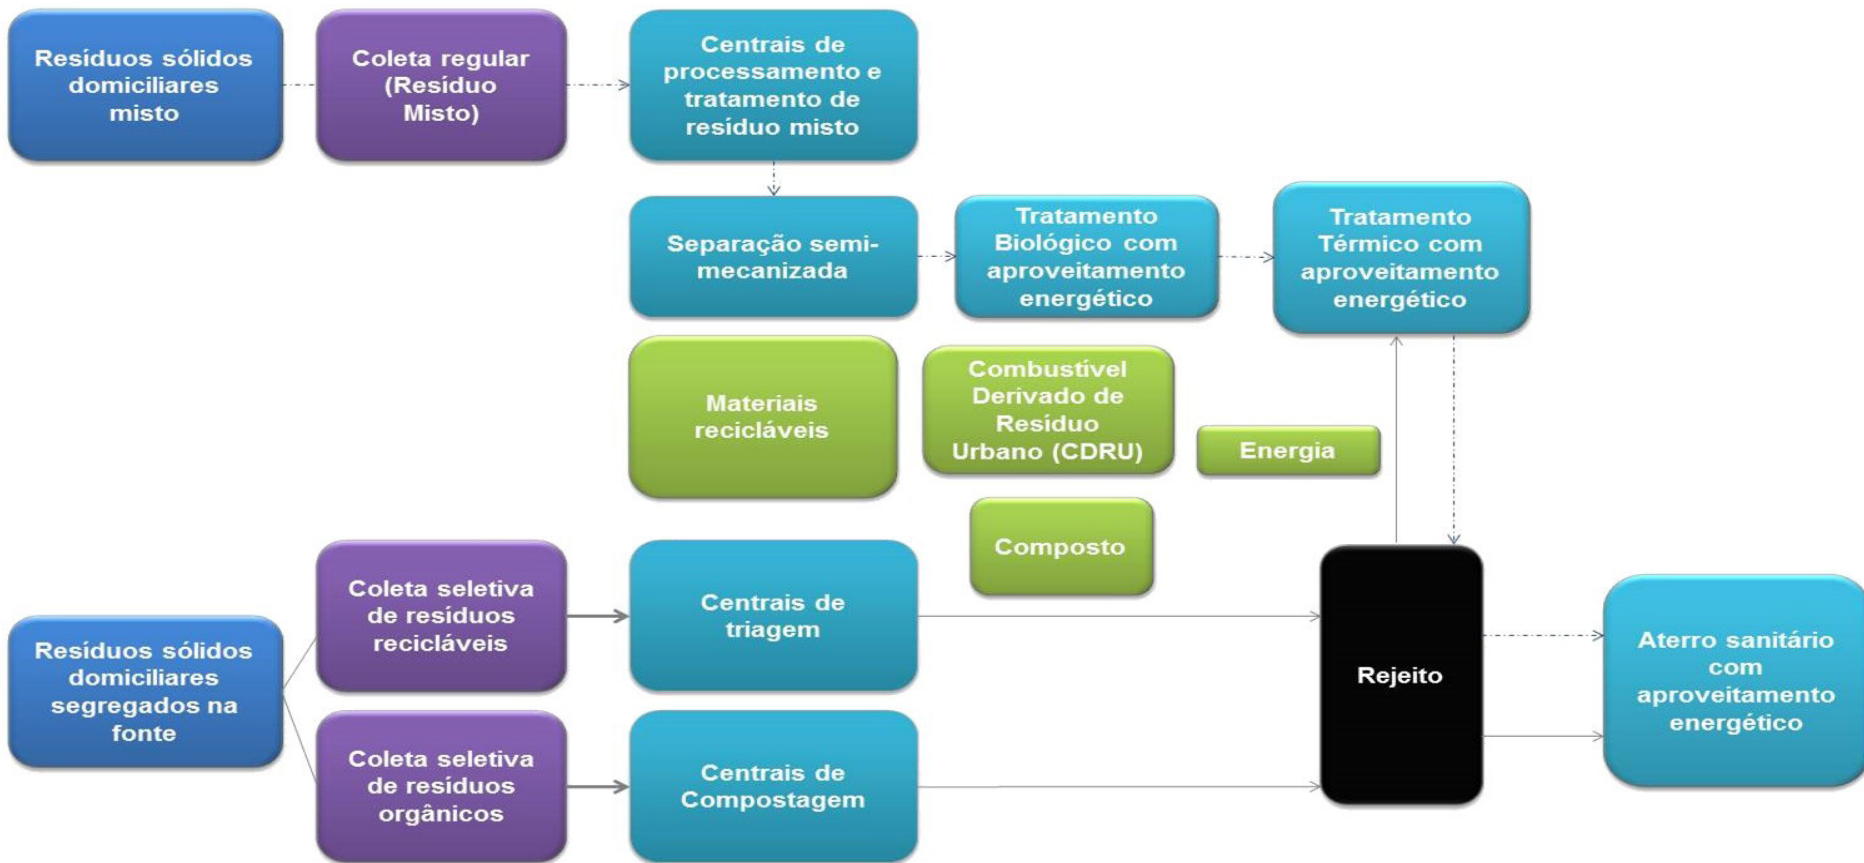 Resíduos sólidos
domiciliares
misto
Coleta regular
(Resíduo
Misto)
Centrais de
processamento e
tratamento de
resíduo misto
Separação semi-
mecanizada
Tratamento
Biológico com
aproveitamento
energético
Tratamento
Térmico com
aproveitamento
energético
Materiais
recicláveis
Combustível
Derivado de
Resíduo
Urbano (CDRU)
Energia
Composto
Resíduos sólidos
domiciliares
segregados na
fonte
Coleta seletiva
de resíduos
recicláveis
Centrais de
triagem
Coleta seletiva
de resíduos
orgânicos
Centrais de
Compostagem
Rejeito
Aterro sanitário
com
aproveitamento
energético